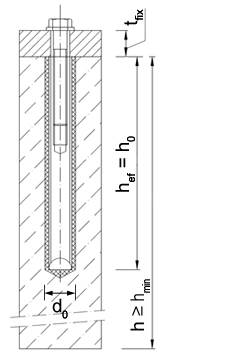 t_fix
h_ef = h_0
h ≥ h_min
d_0